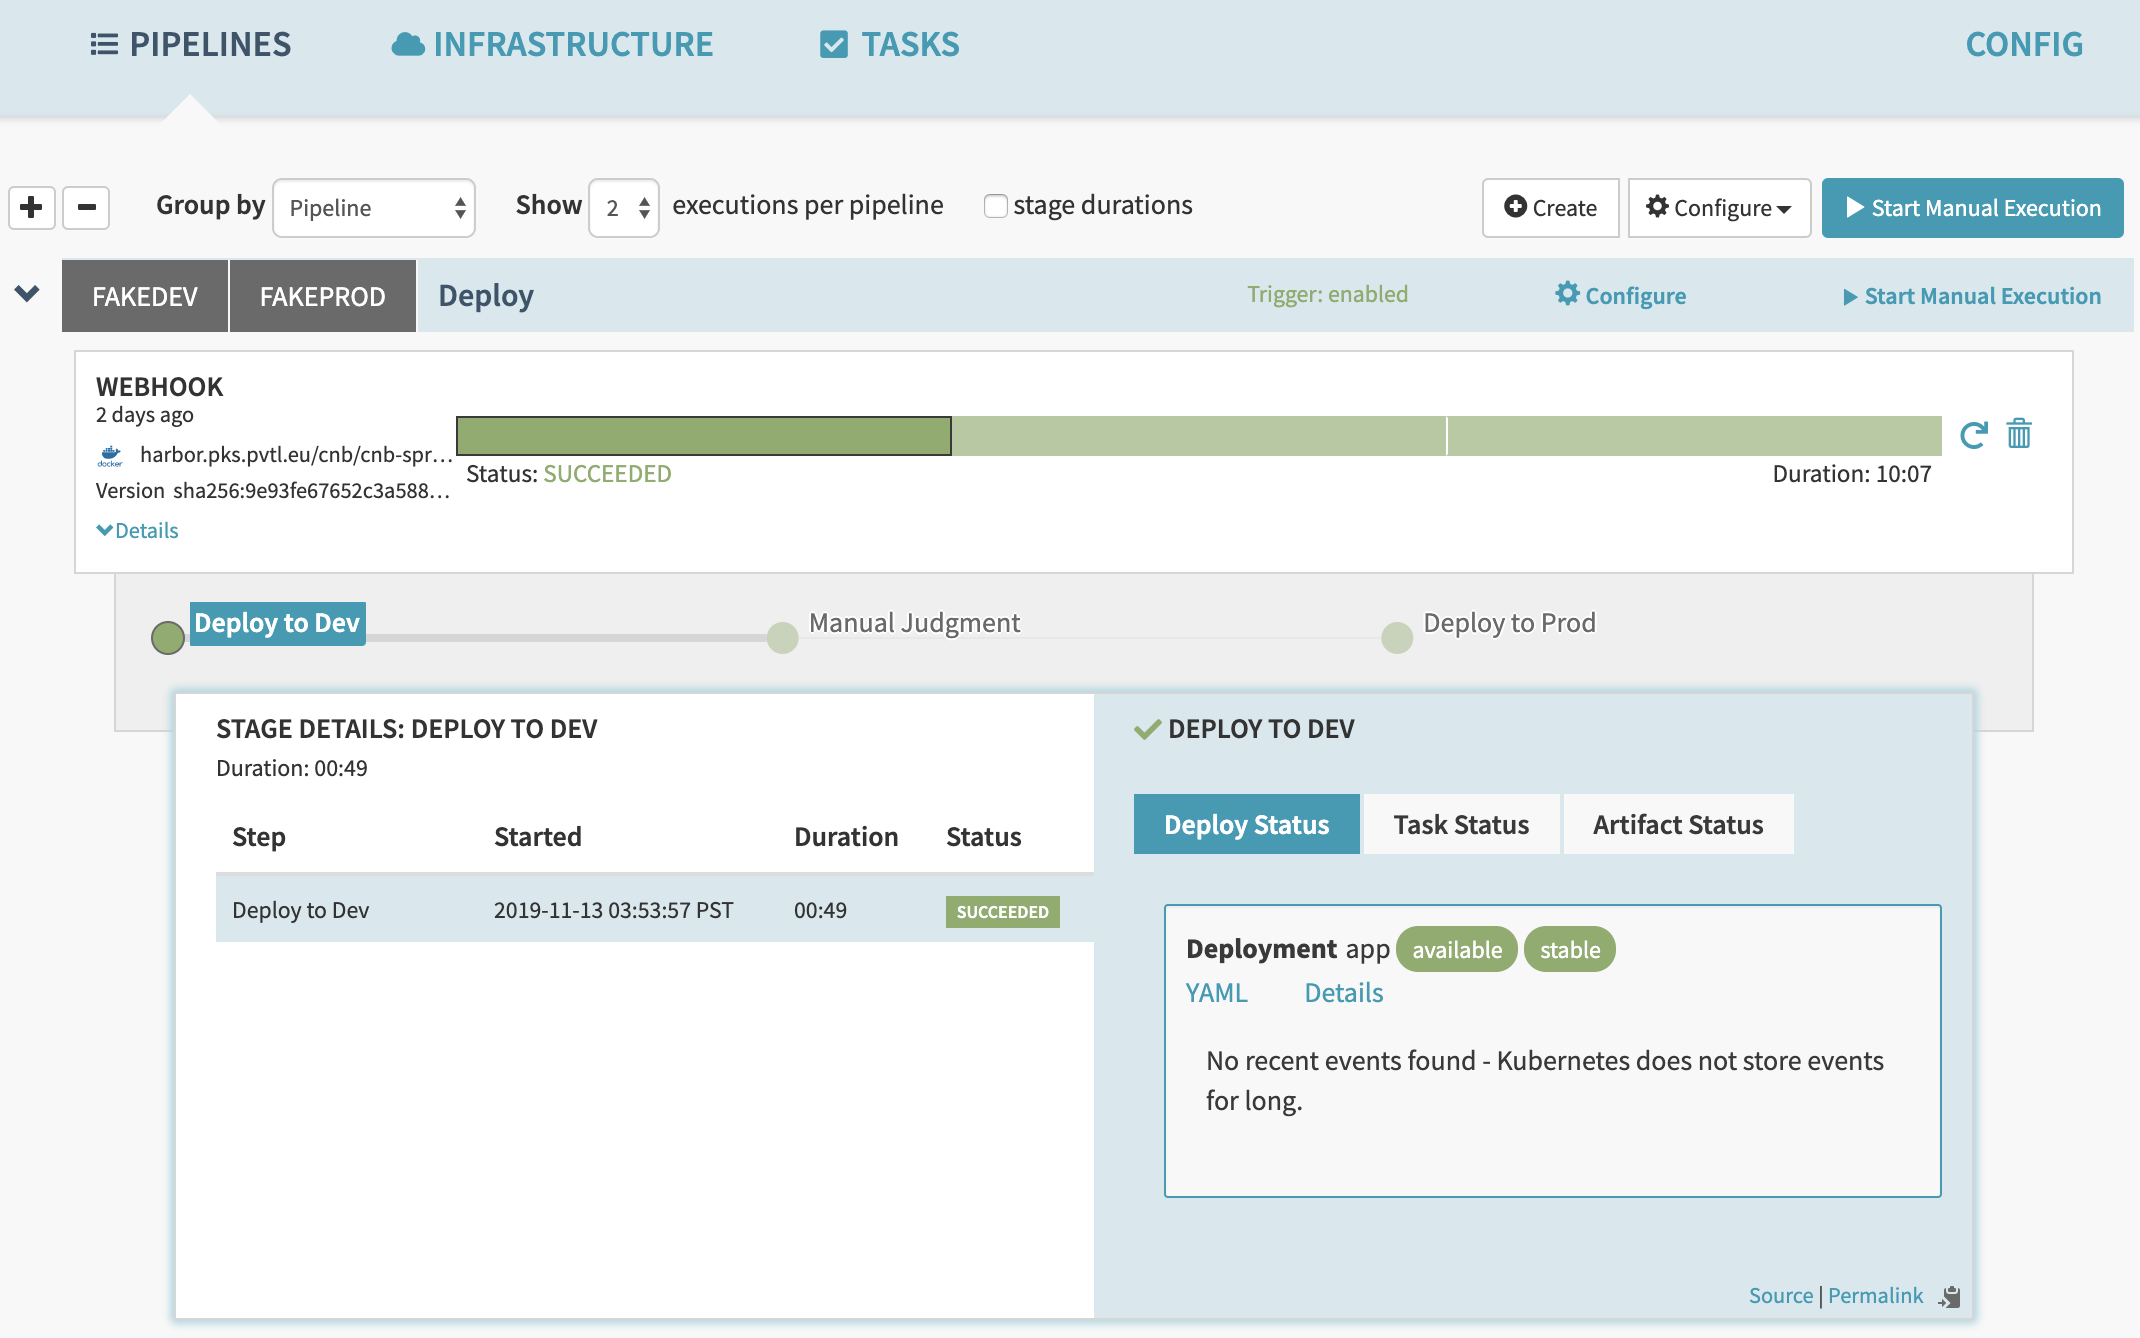 PIPELINES INFRASTRUCTURE TASKS CONFIG
Group by Pipeline Show 2 executions per pipeline stage durations Create Configure Start Manual Execution
FAKEDEV FAKEPROD Deploy Trigger: enabled Configure Start Manual Execution
WEBHOOK
2 days ago
docker harbor.pks.pvtl.eu/cnb/cnb-spr...
Version sha256:9e93fe67652c3a588...
Status: SUCCEEDED Duration: 10:07
Details
Deploy to Dev Manual Judgment Deploy to Prod
STAGE DETAILS: DEPLOY TO DEV
Duration: 00:49
Step Started Duration Status
Deploy to Dev 2019-11-13 03:53:57 PST 00:49 SUCCEEDED
DEPLOY TO DEV
Deploy Status Task Status Artifact Status
Deployment app available stable
YAML Details
No recent events found - Kubernetes does not store events
for long.
Source | Permalink